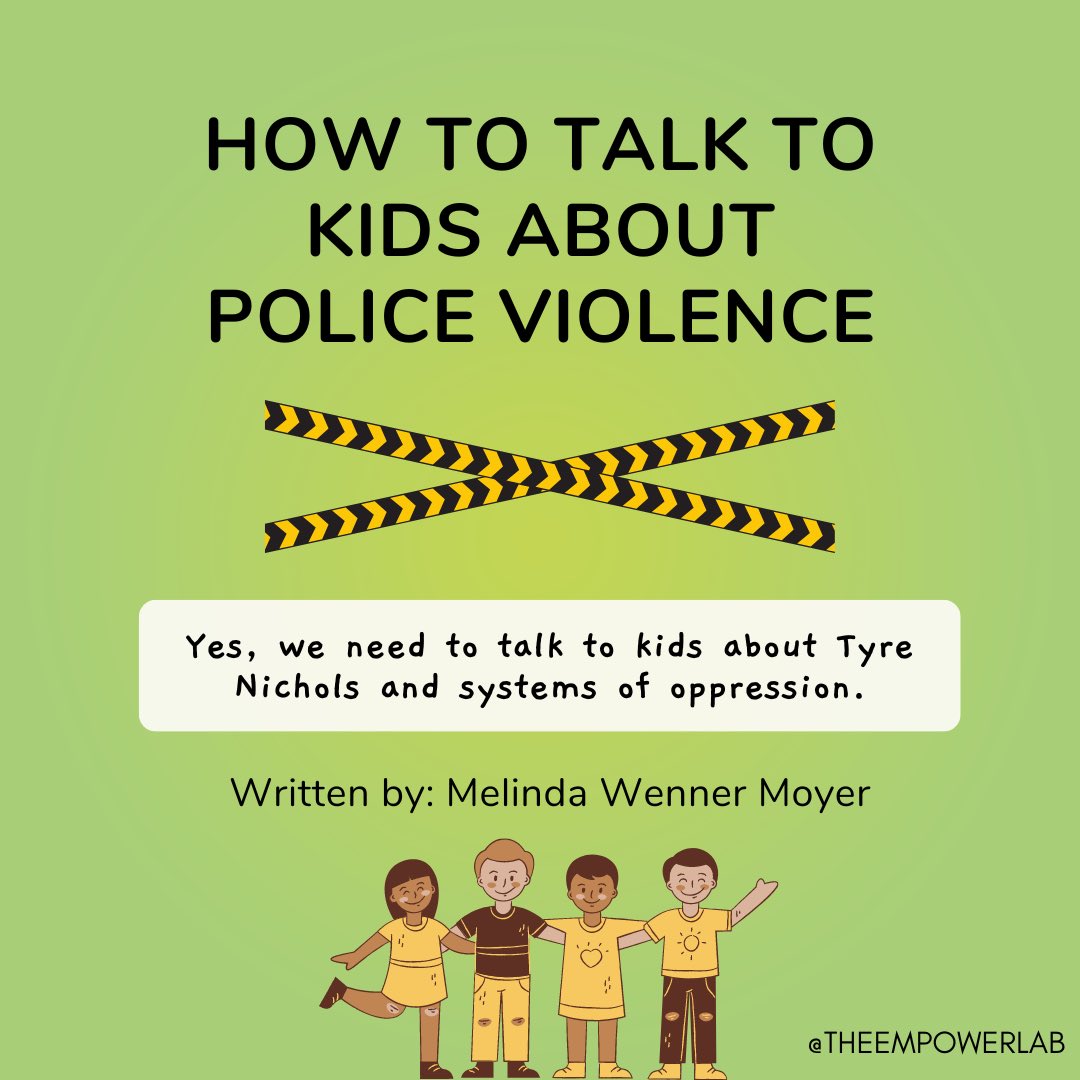 HOW TO TALK TO
KIDS ABOUT
POLICE VIOLENCE
Yes, we need to talk to kids about Tyre
Nichols and systems of oppression.
Written by: Melinda Wenner Moyer
@THEEMPOWERLAB